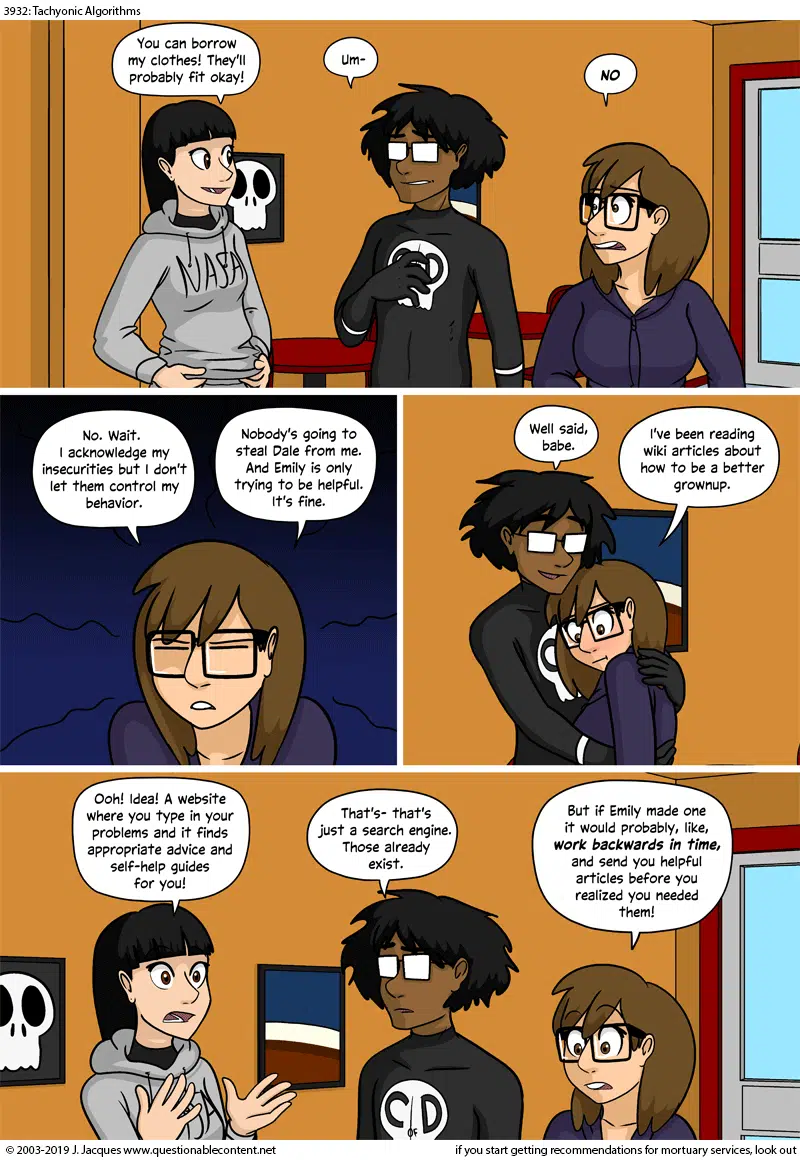 3932: Tachyonic Algorithms
You can borrow
my clothes! They'll
probably fit okay!
Um-
NO
NASA
No. Wait.
I acknowledge my
insecurities but I don't
let them control my
behavior.
Nobody's going to
steal Dale from me.
And Emily is only
trying to be helpful.
It's fine.
Well said,
babe.
I've been reading
wiki articles about
how to be a better
grownup.
Ooh! Idea! A website
where you type in your
problems and it finds
appropriate advice and
self-help guides
for you!
That's- that's
just a search engine.
Those already
exist.
But if Emily made one
it would probably, like,
work backwards in time,
and send you helpful
articles before you
realized you needed
them!
C OF D
© 2003-2019 J. Jacques www.questionablecontent.net
if you start getting recommendations for mortuary services, look out